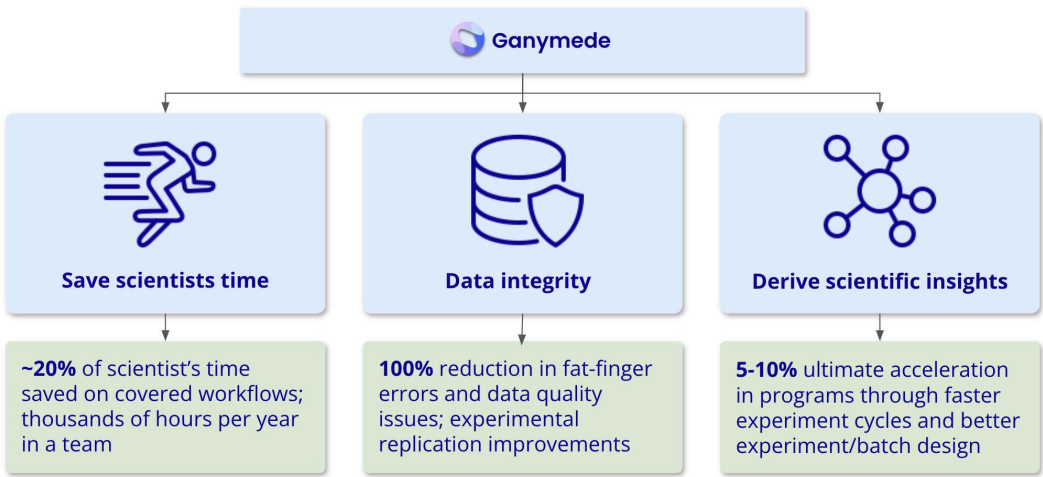 Ganymede
Save scientists time
Data integrity
Derive scientific insights
~20% of scientist's time
saved on covered workflows;
thousands of hours per year
in a team
100% reduction in fat-finger
errors and data quality
issues; experimental
replication improvements
5-10% ultimate acceleration
in programs through faster
experiment cycles and better
experiment/batch design